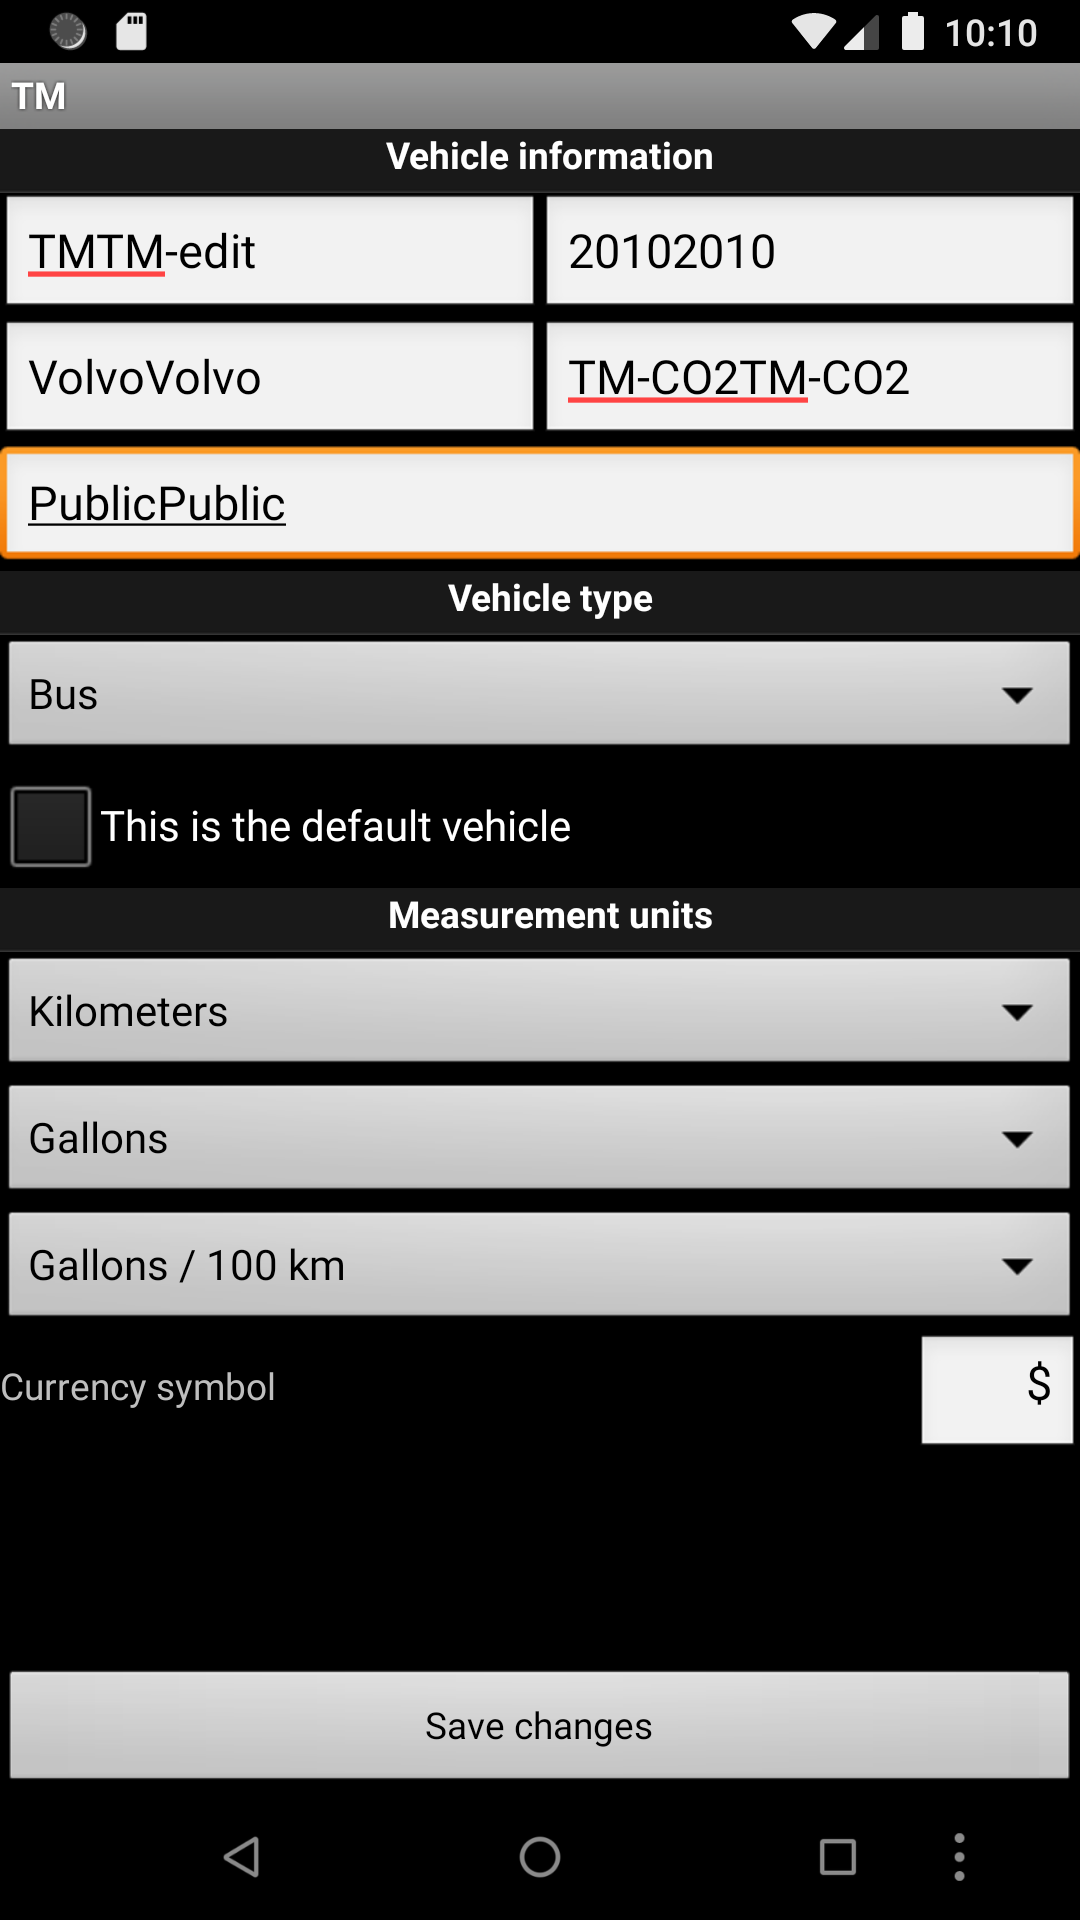 10:10
TM
Vehicle information
TMTM-edit 20102010
VolvoVolvo TM-CO2TM-CO2
PublicPublic
Vehicle type
Bus
This is the default vehicle
Measurement units
Kilometers
Gallons
Gallons / 100 km
Currency symbol $
Save changes